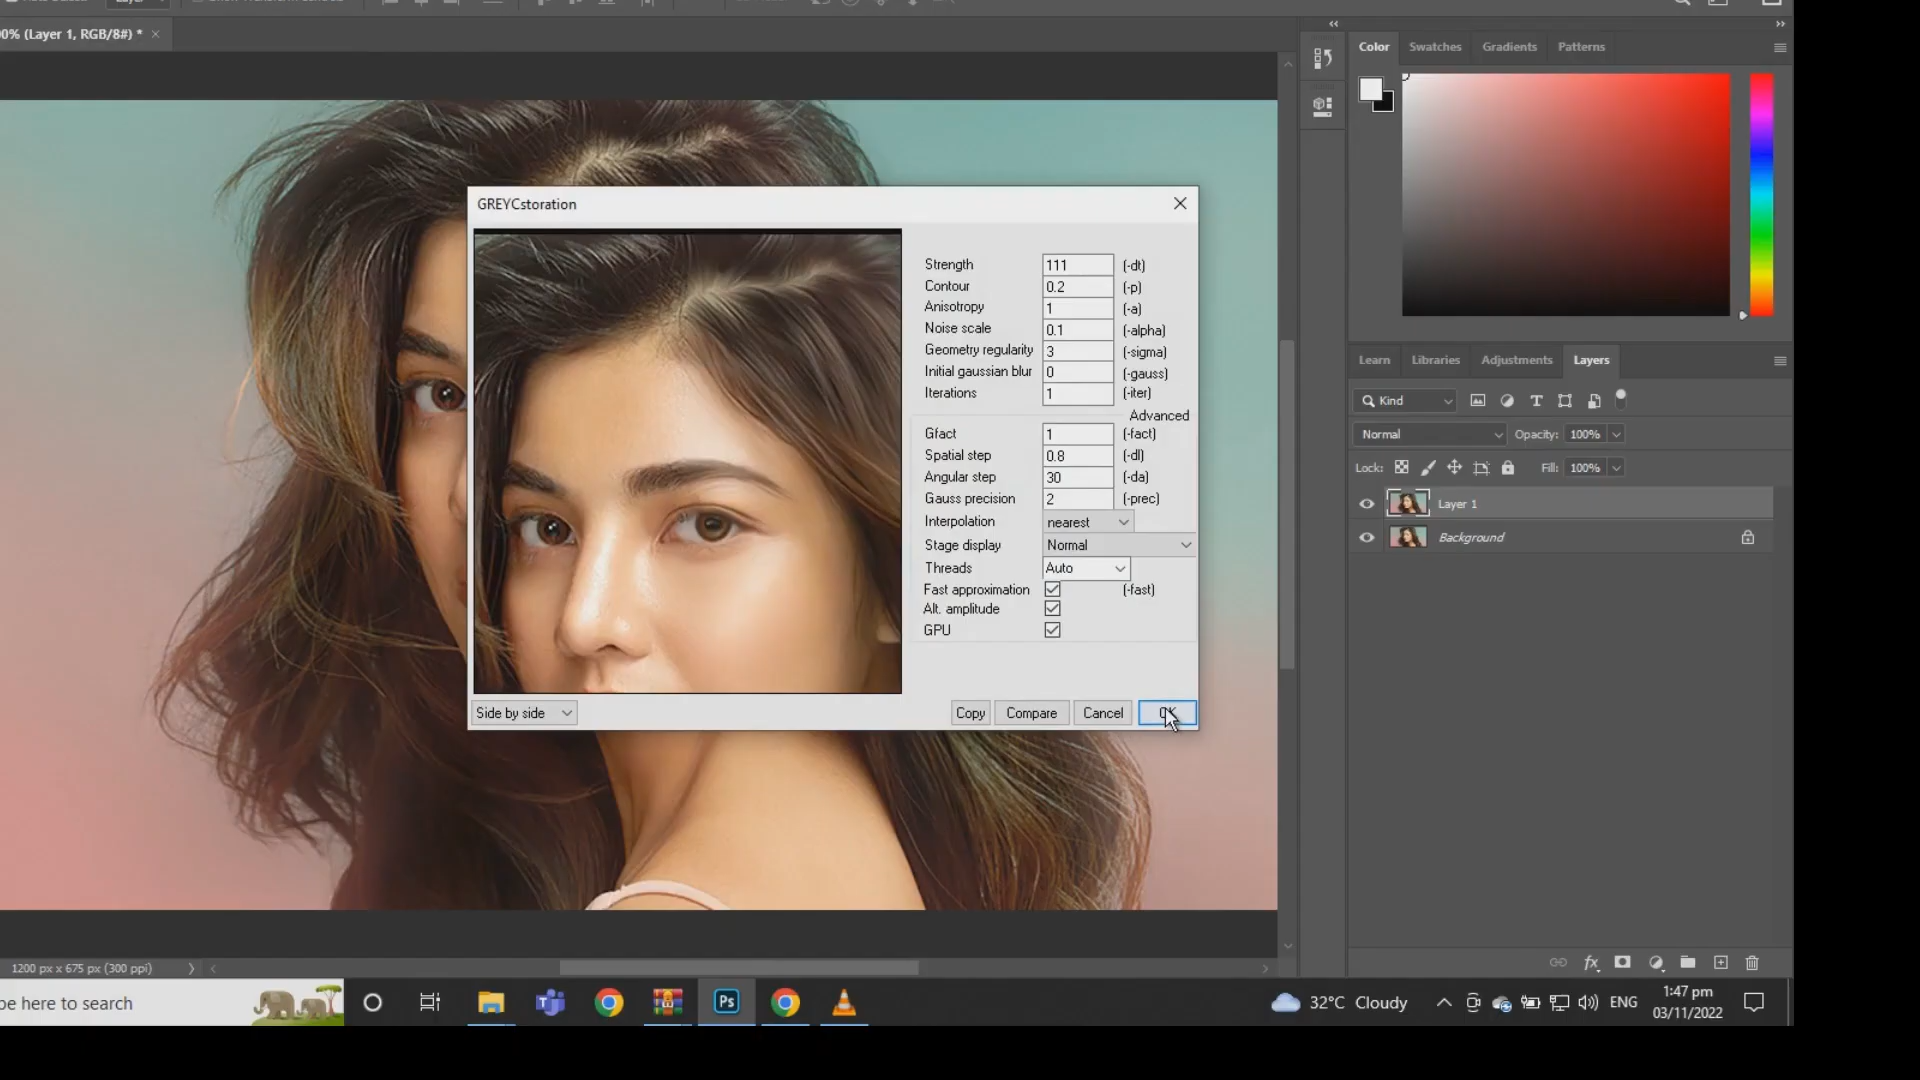 0% (Layer 1, RGB/8#) *
Color
Swatches
Gradients
Patterns
GREYCstoration
Strength 111 (-dt)
Contour 0.2 (-p)
Anisotropy 1 (-a)
Noise scale 0.1 (-alpha)
Geometry regularity 3 (-sigma)
Initial gaussian blur 0 (-gauss)
Iterations 1 (-iter)
Advanced
Gfact 1 (-fact)
Spatial step 0.8 (-dl)
Angular step 30 (-da)
Gauss precision 2 (-prec)
Interpolation nearest
Stage display Normal
Threads Auto
Fast approximation (-fast)
Alt. amplitude
GPU
Side by side
Copy
Compare
Cancel
OK
Learn
Libraries
Adjustments
Layers
Kind
Normal
Opacity: 100%
Lock:
Fill: 100%
Layer 1
Background
fx
1200 px x 675 px (300 ppi)
pe here to search
Ps
32°C Cloudy
ENG
1:47 pm
03/11/2022